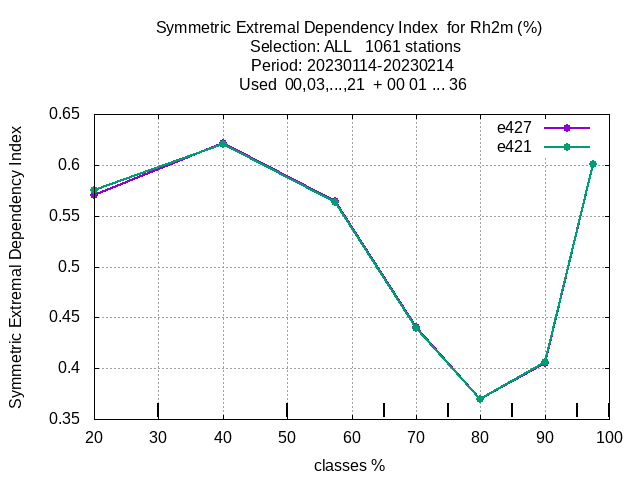 Symmetric Extremal Dependency Index  for Rh2m (%)
Selection: ALL   1061 stations
Period: 20230114-20230214
Used  00,03,...,21  + 00 01 ... 36
e427
e421
Symmetric Extremal Dependency Index
0.65
0.6
0.55
0.5
0.45
0.4
0.35
20 30 40 50 60 70 80 90 100
classes %